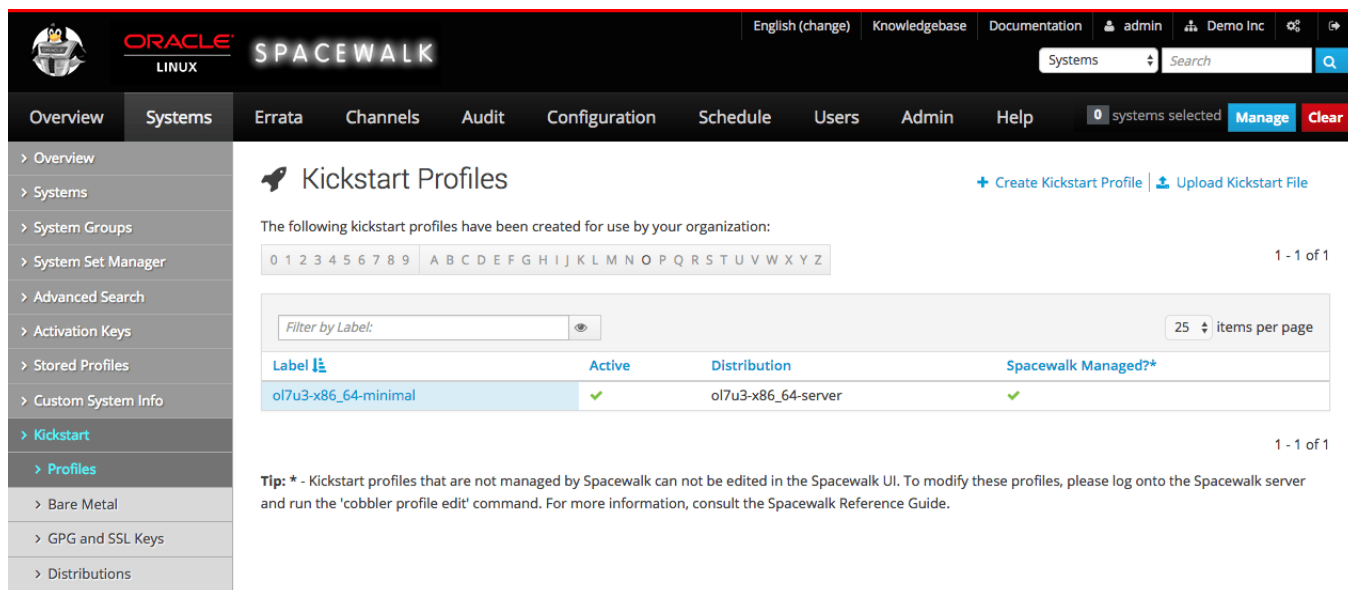 English (change) Knowledgebase Documentation admin Demo Inc
ORACLE
LINUX
SPACEWALK
Systems Search
Overview Systems Errata Channels Audit Configuration Schedule Users Admin Help 0 systems selected Manage Clear
> Overview
> Systems
> System Groups
> System Set Manager
> Advanced Search
> Activation Keys
> Stored Profiles
> Custom System Info
> Kickstart
> Profiles
> Bare Metal
> GPG and SSL Keys
> Distributions
Kickstart Profiles
+ Create Kickstart Profile | Upload Kickstart File
The following kickstart profiles have been created for use by your organization:
0 1 2 3 4 5 6 7 8 9 A B C D E F G H I J K L M N O P Q R S T U V W X Y Z
1 - 1 of 1
Filter by Label:
25 items per page
Label Active Distribution Spacewalk Managed?*
ol7u3-x86_64-minimal ol7u3-x86_64-server
1 - 1 of 1
Tip: * - Kickstart profiles that are not managed by Spacewalk can not be edited in the Spacewalk UI. To modify these profiles, please log onto the Spacewalk server
and run the 'cobbler profile edit' command. For more information, consult the Spacewalk Reference Guide.